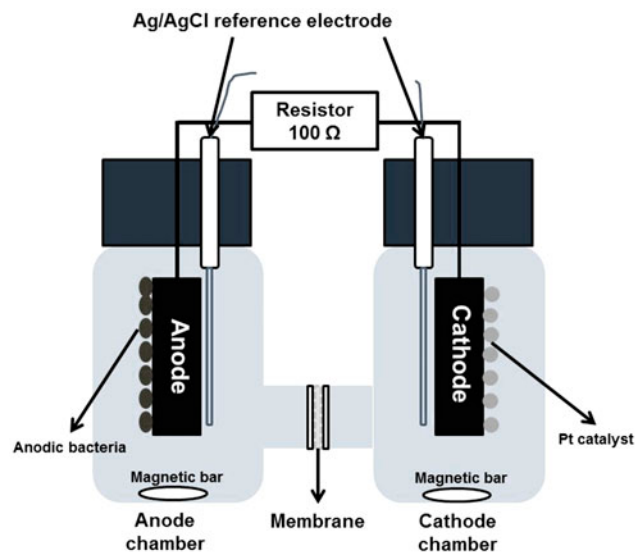 Ag/AgCl reference electrode
Resistor
100 Ω
Anode
Cathode
Anodic bacteria
Pt catalyst
Magnetic bar
Magnetic bar
Anode
chamber
Membrane
Cathode
chamber